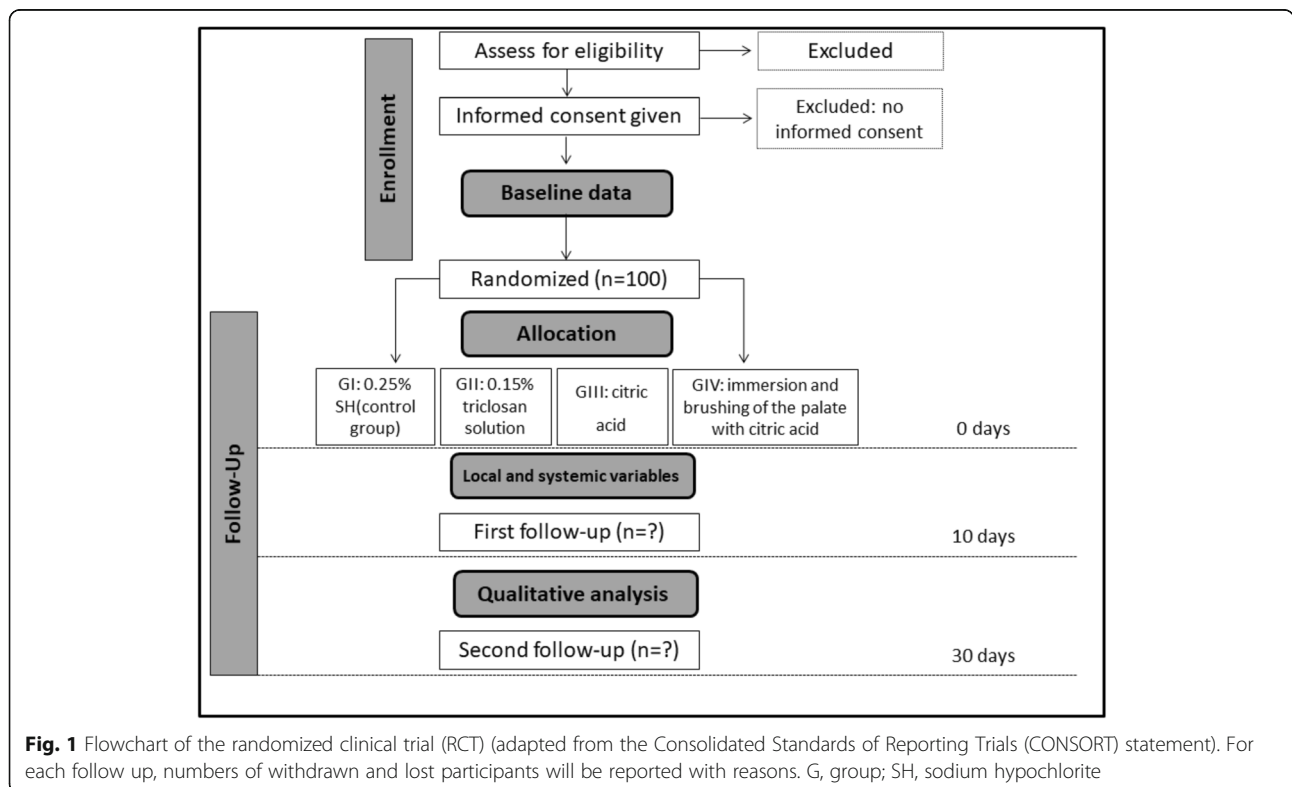 Enrollment
Assess for eligibility
Excluded
Informed consent given
Excluded: no
informed consent
Baseline data
Randomized (n=100)
Follow-Up
Allocation
GI: 0.25%
SH(control
group)
GII: 0.15%
triclosan
solution
GIII: citric
acid
GIV: immersion and
brushing of the palate
with citric acid
0 days
Local and systemic variables
First follow-up (n=?)
10 days
Qualitative analysis
Second follow-up (n=?)
30 days
Fig. 1 Flowchart of the randomized clinical trial (RCT) (adapted from the Consolidated Standards of Reporting Trials (CONSORT) statement). For
each follow up, numbers of withdrawn and lost participants will be reported with reasons. G, group; SH, sodium hypochlorite